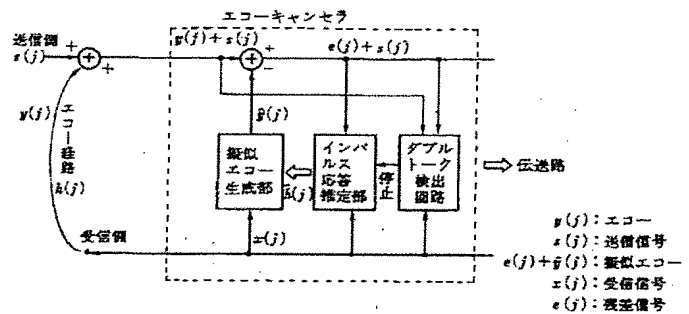 エコーキャンセラ
送信側
s(j)
+
+
y(j)+s(j)
+
−
e(j)+s(j)
y(j)
エコー経路
h(j)
ŷ(j)
擬似
エコー
生成部
ĥ(j)
インパ
ルス
応答
推定部
停止
ダブル
トーク
検出
回路
伝送路
受信側
x(j)
y(j)：エコー
s(j)：送信信号
e(j)+ŷ(j)：擬似エコー
x(j)：受信信号
e(j)：残差信号